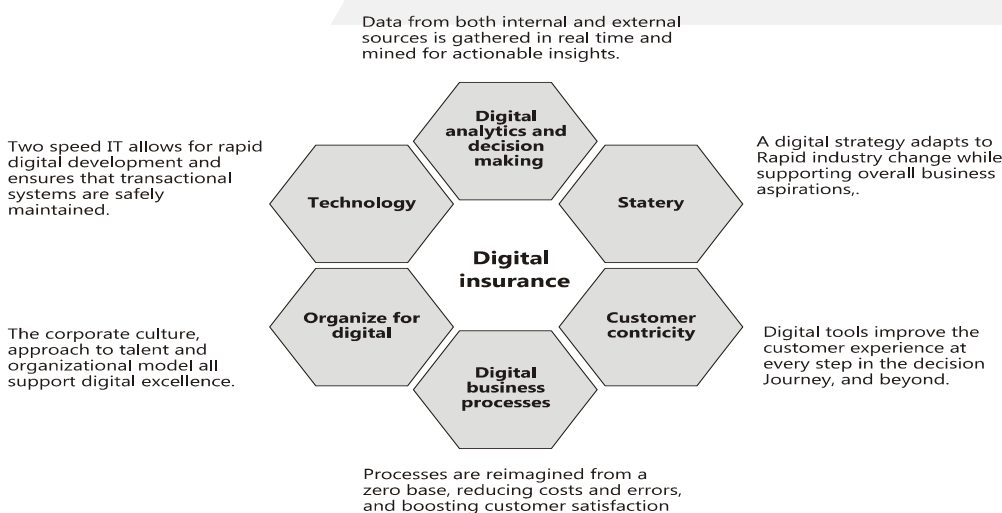 Data from both internal and external
sources is gathered in real time and
mined for actionable insights.
Digital
analytics and
decision
making
Two speed IT allows for rapid
digital development and
ensures that transactional
systems are safely
maintained.
Technology
Statery
A digital strategy adapts to
Rapid industry change while
supporting overall business
aspirations,.
Digital
insurance
The corporate culture,
approach to talent and
organizational model all
support digital excellence.
Organize for
digital
Customer
contricity
Digital tools improve the
customer experience at
every step in the decision
Journey, and beyond.
Digital
business
processes
Processes are reimagined from a
zero base, reducing costs and errors,
and boosting customer satisfaction